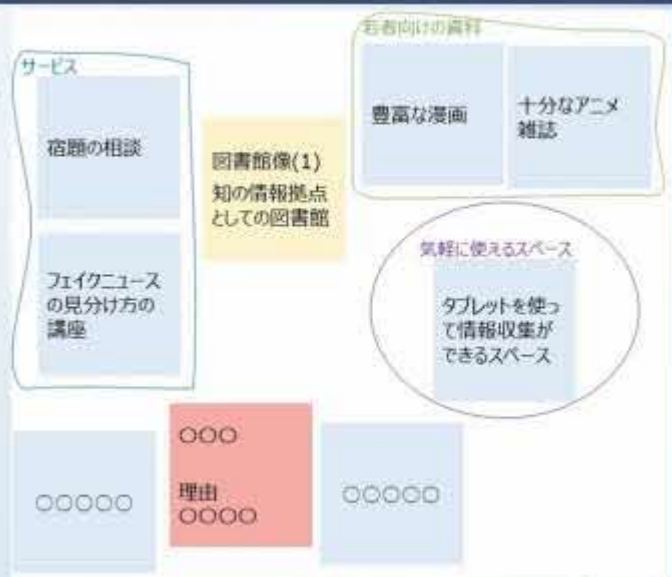 若者向けの資料
サービス
豊富な漫画
十分なアニメ
雑誌
宿題の相談
図書館像(1)
知の情報拠点
としての図書館
気軽に使えるスペース
フェイクニュース
の見分け方の
講座
タブレットを使っ
て情報収集が
できるスペース
〇〇〇
理由
〇〇〇〇
〇〇〇〇〇
〇〇〇〇〇